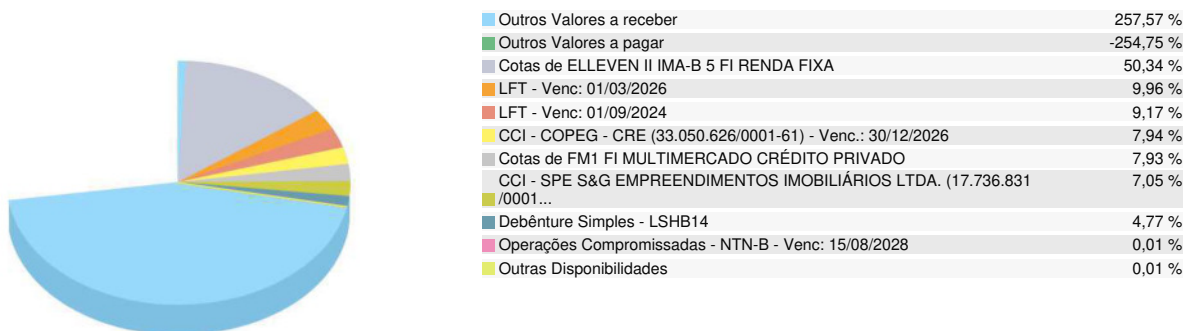 Outros Valores a receber 257,57 %
Outros Valores a pagar -254,75 %
Cotas de ELLEVEN II IMA-B 5 FI RENDA FIXA 50,34 %
LFT - Venc: 01/03/2026 9,96 %
LFT - Venc: 01/09/2024 9,17 %
CCI - COPEG - CRE (33.050.626/0001-61) - Venc.: 30/12/2026 7,94 %
Cotas de FM1 FI MULTIMERCADO CRÉDITO PRIVADO 7,93 %
CCI - SPE S&G EMPREENDIMENTOS IMOBILIÁRIOS LTDA. (17.736.831 7,05 %
/0001...
Debênture Simples - LSHB14 4,77 %
Operações Compromissadas - NTN-B - Venc: 15/08/2028 0,01 %
Outras Disponibilidades 0,01 %